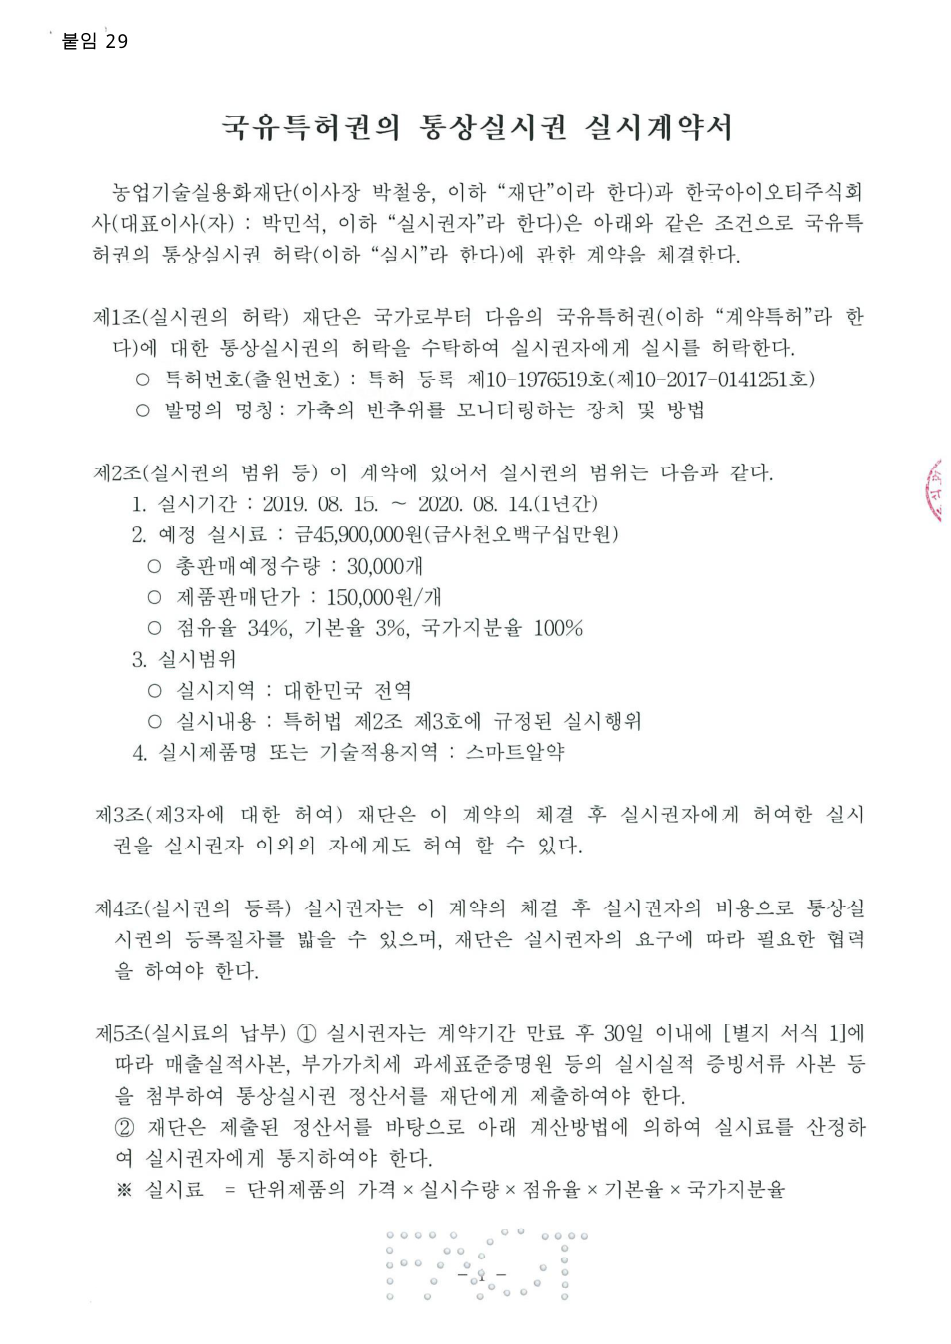 붙임 29
국유특허권의 통상실시권 실시계약서
농업기술실용화재단(이사장 박철웅, 이하 “재단”이라 한다)과 한국아이오티주식회
사(대표이사(자) : 박민석, 이하 “실시권자”라 한다)은 아래와 같은 조건으로 국유특
허권의 통상실시권 허락(이하 “실시”라 한다)에 관한 계약을 체결한다.
제1조(실시권의 허락) 재단은 국가로부터 다음의 국유특허권(이하 “계약특허”라 한
다)에 대한 통상실시권의 허락을 수탁하여 실시권자에게 실시를 허락한다.
○ 특허번호(출원번호) : 특허 등록 제10-1976519호(제10-2017-0141251호)
○ 발명의 명칭 : 가축의 반추위를 모니터링하는 장치 및 방법
제2조(실시권의 범위 등) 이 계약에 있어서 실시권의 범위는 다음과 같다.
1. 실시기간 : 2019. 08. 15. ~ 2020. 08. 14.(1년간)
2. 예정 실시료 : 금45,900,000원(금사천오백구십만원)
○ 총판매예정수량 : 30,000개
○ 제품판매단가 : 150,000원/개
○ 점유율 34%, 기본율 3%, 국가지분율 100%
3. 실시범위
○ 실시지역 : 대한민국 전역
○ 실시내용 : 특허법 제2조 제3호에 규정된 실시행위
4. 실시제품명 또는 기술적용지역 : 스마트알약
제3조(제3자에 대한 허여) 재단은 이 계약의 체결 후 실시권자에게 허여한 실시
권을 실시권자 이외의 자에게도 허여 할 수 있다.
제4조(실시권의 등록) 실시권자는 이 계약의 체결 후 실시권자의 비용으로 통상실
시권의 등록절차를 밟을 수 있으며, 재단은 실시권자의 요구에 따라 필요한 협력
을 하여야 한다.
제5조(실시료의 납부) ① 실시권자는 계약기간 만료 후 30일 이내에 [별지 서식 1]에
따라 매출실적사본, 부가가치세 과세표준증명원 등의 실시실적 증빙서류 사본 등
을 첨부하여 통상실시권 정산서를 재단에게 제출하여야 한다.
② 재단은 제출된 정산서를 바탕으로 아래 계산방법에 의하여 실시료를 산정하
여 실시권자에게 통지하여야 한다.
※ 실시료 = 단위제품의 가격 × 실시수량 × 점유율 × 기본율 × 국가지분율
- 1 -
FACT